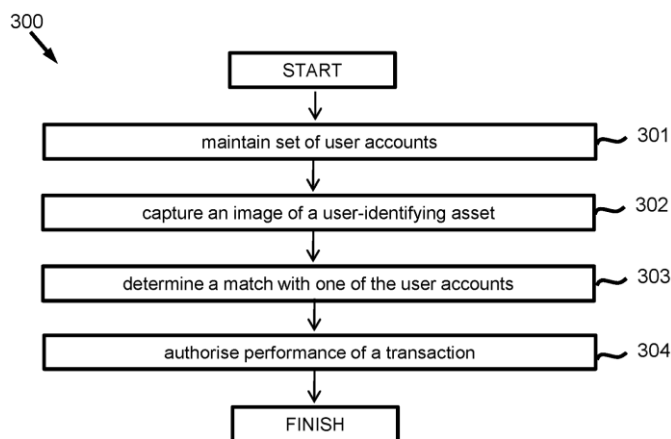 300
START
maintain set of user accounts
301
capture an image of a user-identifying asset
302
determine a match with one of the user accounts
303
authorise performance of a transaction
304
FINISH